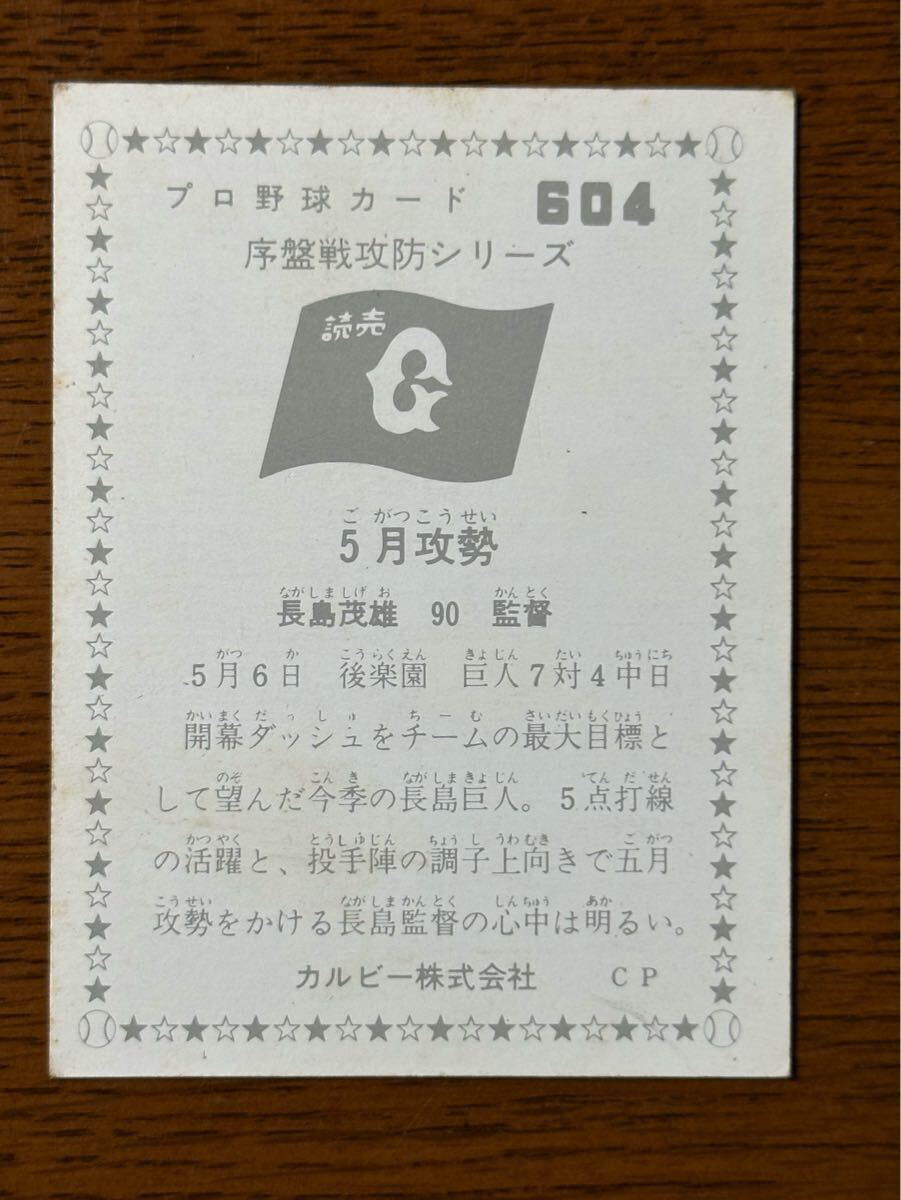 プロ野球カード 604
序盤戦攻防シリーズ
読売
G
ご がつこうせい
5月攻勢
ながしましげお かんとく
長島茂雄 90 監督
がつ か こうらくえん きょじん たい ちゅうにち
5月6日 後楽園 巨人7対4中日
かいまく だっしゅ ちーむ さいだいもくひょう
開幕ダッシュをチームの最大目標と
のぞ こんき ながしまきょじん てんだせん
して望んだ今季の長島巨人。5点打線
かつやく とうしゅじん ちょうし うわむき ごがつ
の活躍と、投手陣の調子上向きで五月
こうせい ながしまかんとく しんちゅう あか
攻勢をかける長島監督の心中は明るい。
カルビー株式会社 CP